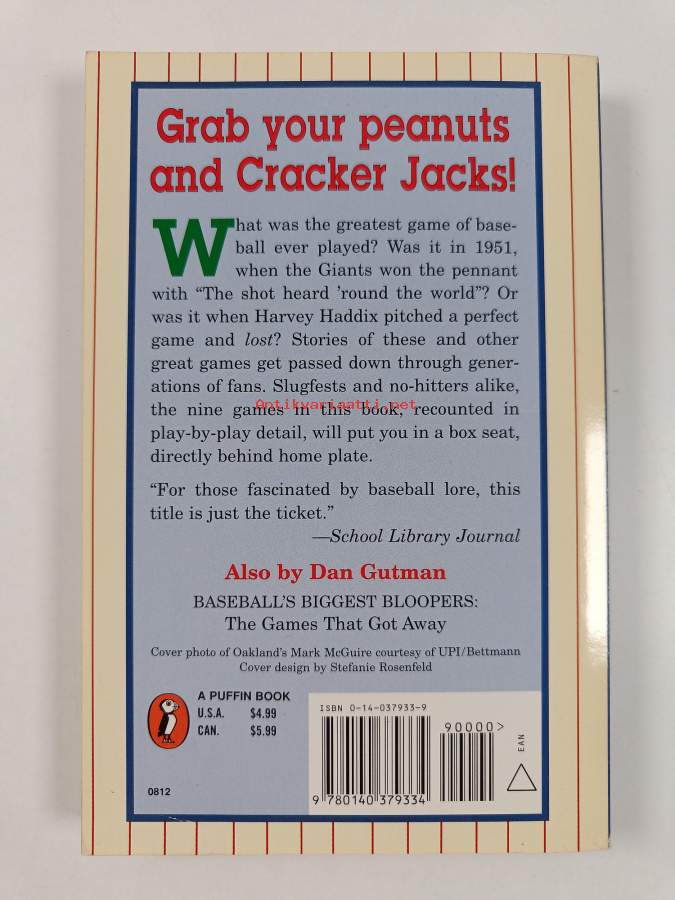 Grab your peanuts
and Cracker Jacks!
What was the greatest game of base-
ball ever played? Was it in 1951,
when the Giants won the pennant
with “The shot heard ’round the world”? Or
was it when Harvey Haddix pitched a perfect
game and lost? Stories of these and other
great games get passed down through gener-
ations of fans. Slugfests and no-hitters alike,
Antikvariaatti.net
the nine games in this book, recounted in
play-by-play detail, will put you in a box seat,
directly behind home plate.
“For those fascinated by baseball lore, this
title is just the ticket.”
—School Library Journal
Also by Dan Gutman
BASEBALL’S BIGGEST BLOOPERS:
The Games That Got Away
Cover photo of Oakland’s Mark McGuire courtesy of UPI/Bettmann
Cover design by Stefanie Rosenfeld
A PUFFIN BOOK
U.S.A. $4.99
CAN. $5.99
0812
ISBN 0-14-037933-9
90000>
EAN
9 780140 379334